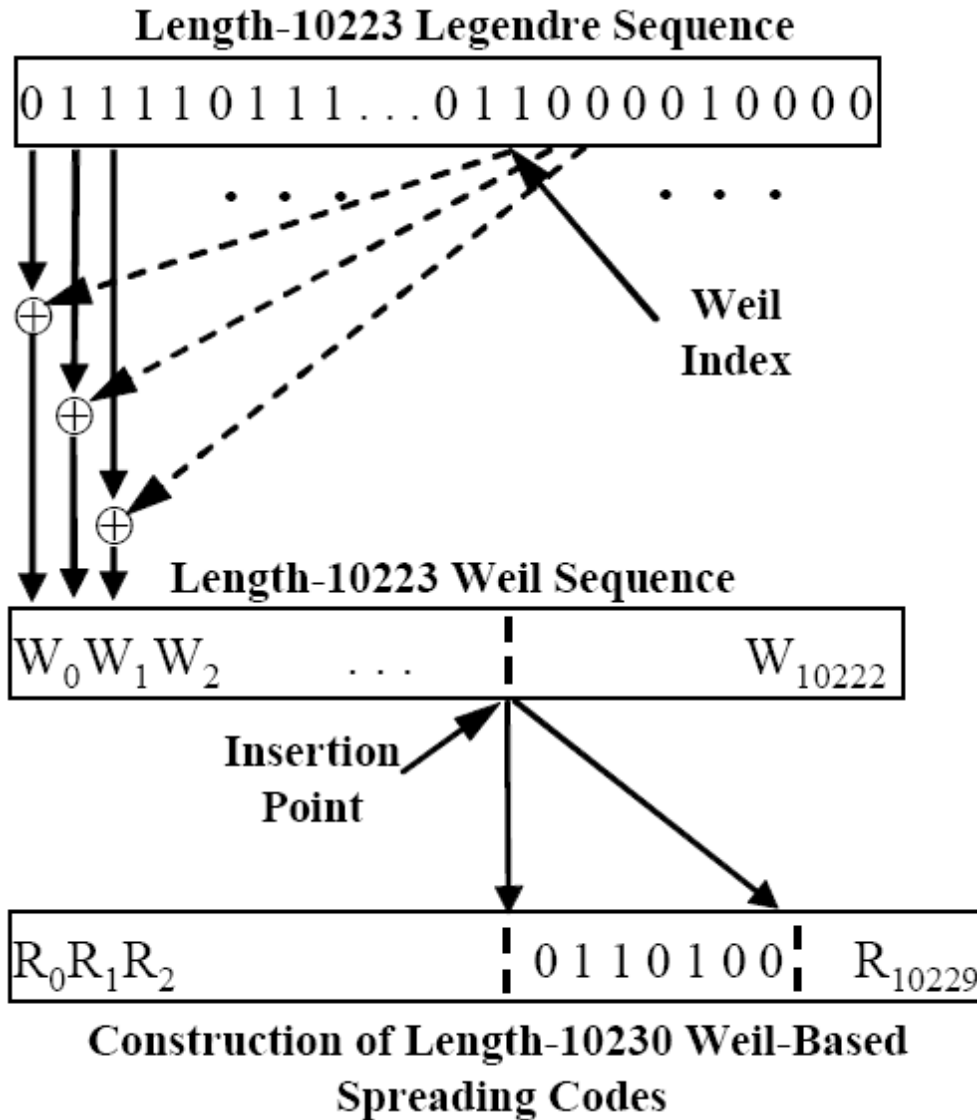 Length-10223 Legendre Sequence
0 1 1 1 1 0 1 1 1 . . . 0 1 1 0 0 0 0 1 0 0 0 0
. . . . . .
Weil
Index
Length-10223 Weil Sequence
W₀W₁W₂ . . . W₁₀₂₂₂
Insertion
Point
R₀R₁R₂ 0 1 1 0 1 0 0 R₁₀₂₂₉
Construction of Length-10230 Weil-Based
Spreading Codes